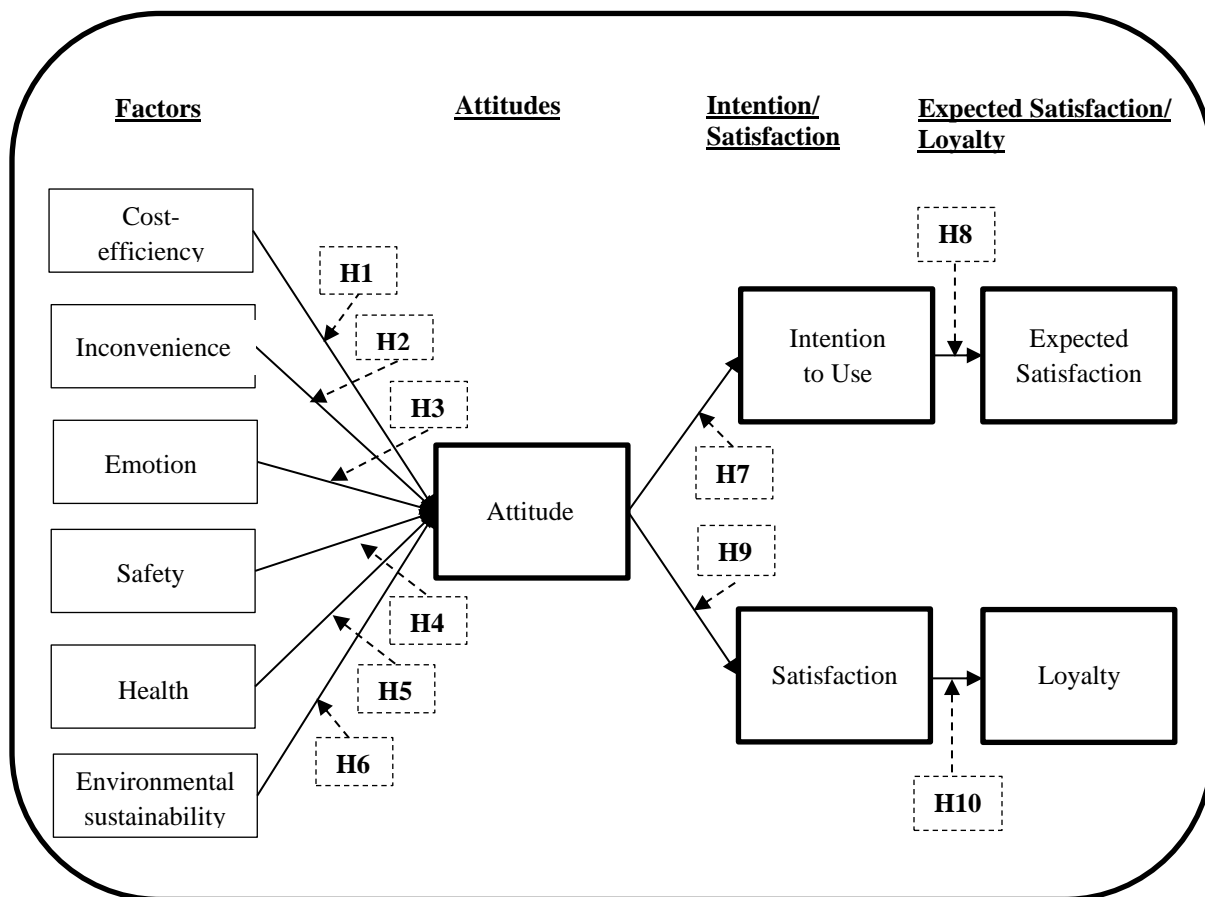 Factors
Attitudes
Intention/
Satisfaction
Expected Satisfaction/
Loyalty
Cost-
efficiency
Inconvenience
Emotion
Safety
Health
Environmental
sustainability
H1
H2
H3
H4
H5
H6
Attitude
H7
H9
H8
Intention
to Use
Expected
Satisfaction
Satisfaction
Loyalty
H10